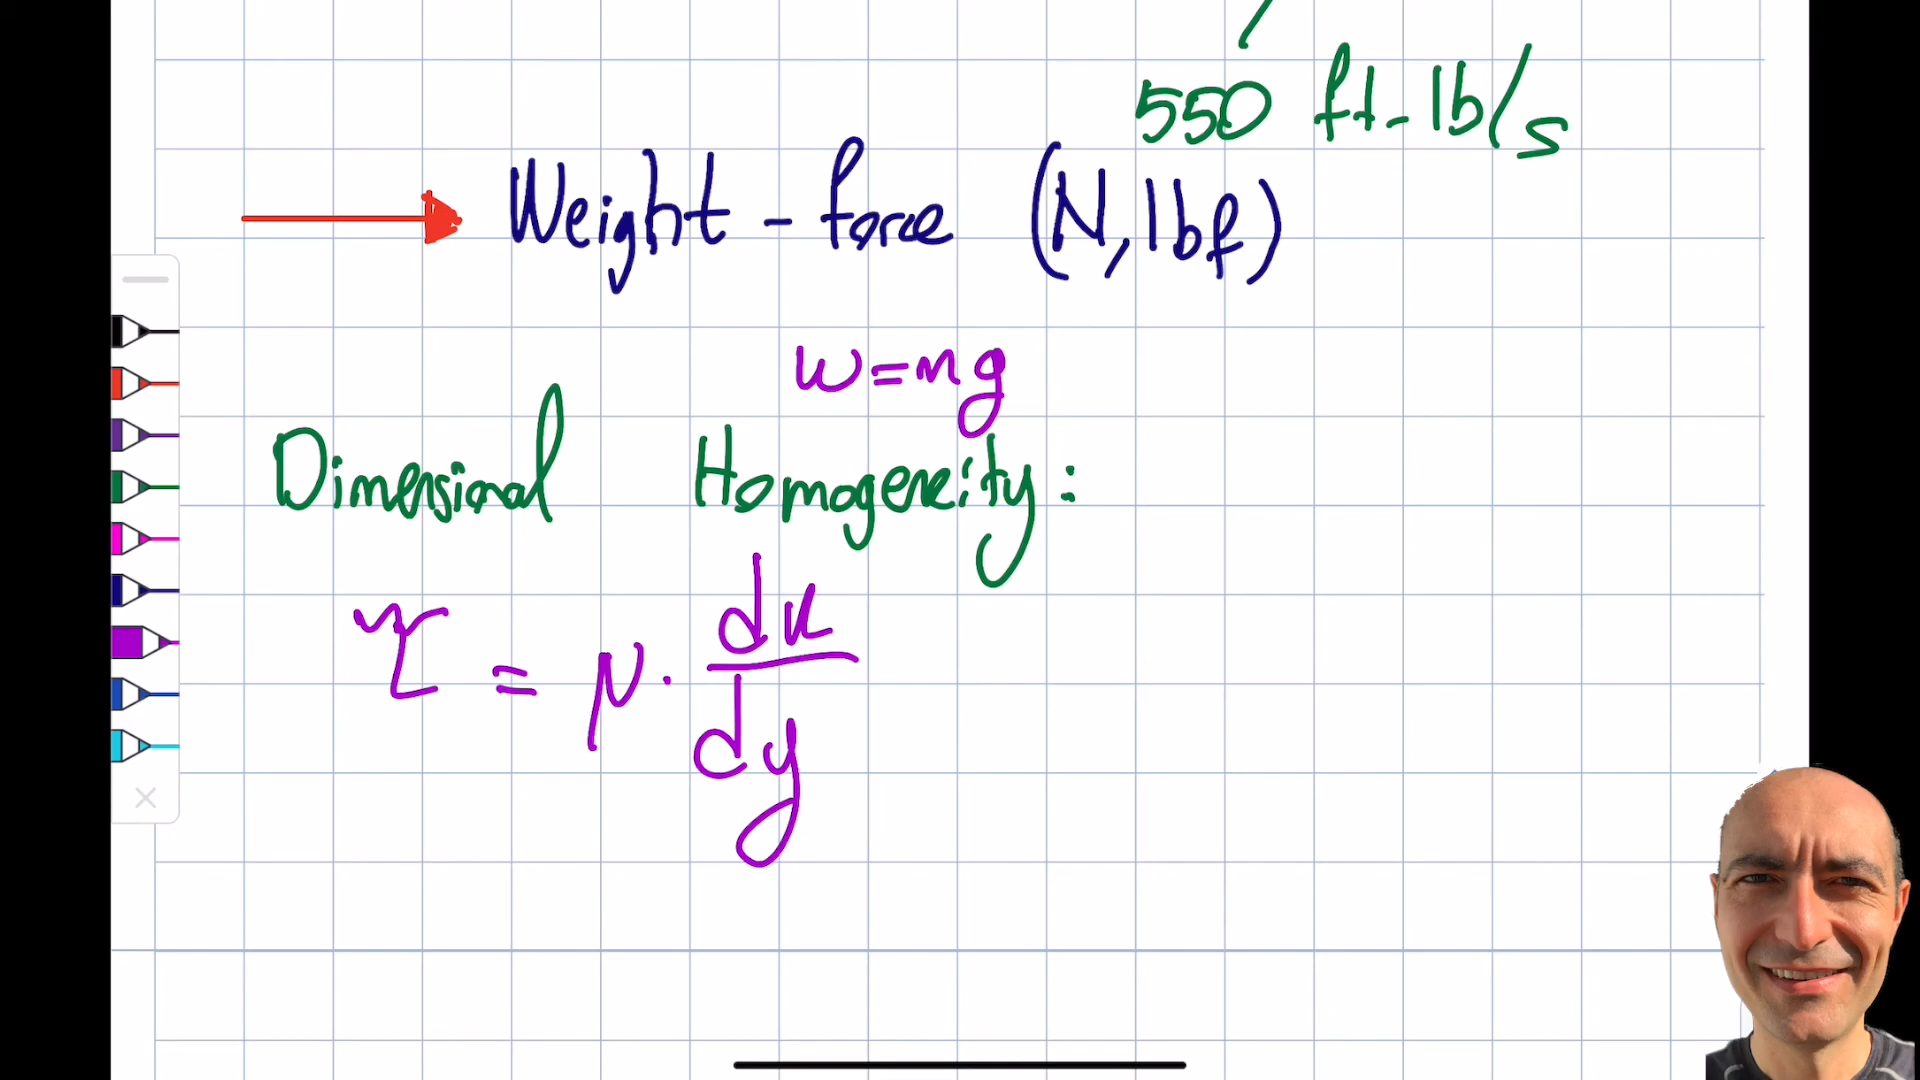 550 ft-lb/s
Weight - force (N, lbf)
w = mg
Dimensional Homogeneity:
τ = μ · du/dy